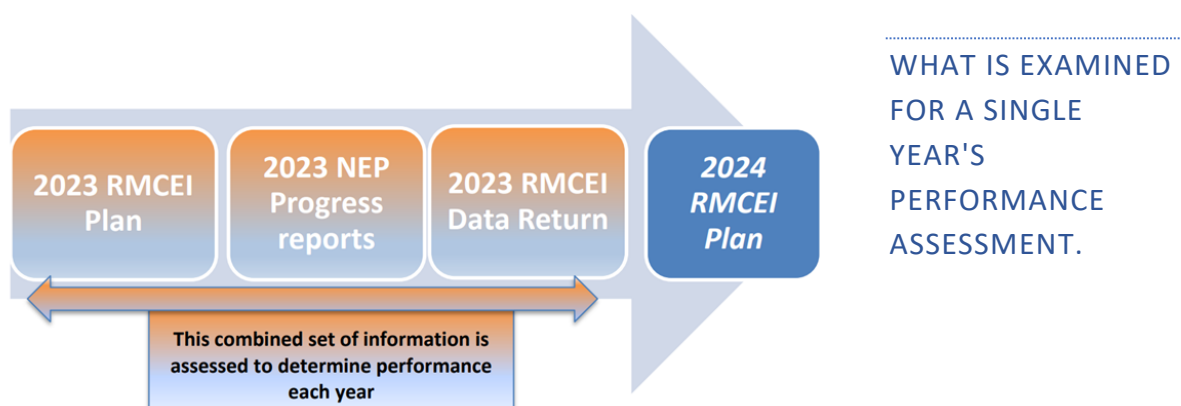 2023 RMCEI
Plan
2023 NEP
Progress
reports
2023 RMCEI
Data Return
2024
RMCEI
Plan
This combined set of information is
assessed to determine performance
each year
WHAT IS EXAMINED
FOR A SINGLE
YEAR'S
PERFORMANCE
ASSESSMENT.